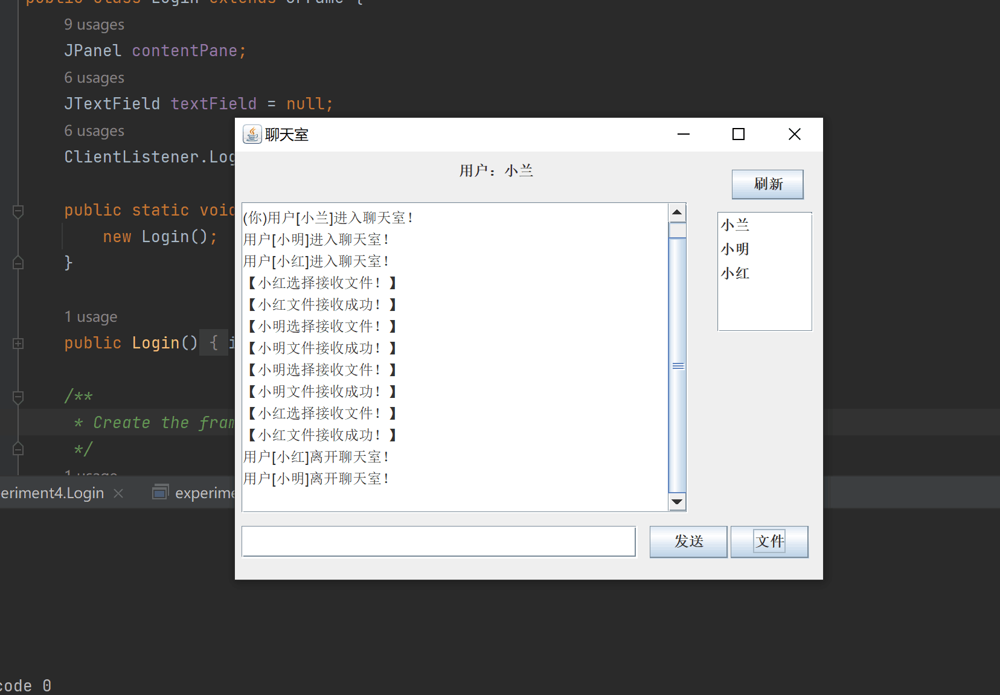 9 usages
JPanel contentPane;
6 usages
JTextField textField = null;
6 usages
ClientListener.Log
public static void
new Login();
}
1 usage
public Login() { i
/**
* Create the fram
*/
eriment4.Login
experime
code 0
聊天室
用户：小兰
刷新
(你)用户[小兰]进入聊天室！
用户[小明]进入聊天室！
用户[小红]进入聊天室！
【小红选择接收文件！】
【小红文件接收成功！】
【小明选择接收文件！】
【小明文件接收成功！】
【小明选择接收文件！】
【小明文件接收成功！】
【小红选择接收文件！】
【小红文件接收成功！】
用户[小红]离开聊天室！
用户[小明]离开聊天室！
小兰
小明
小红
发送
文件